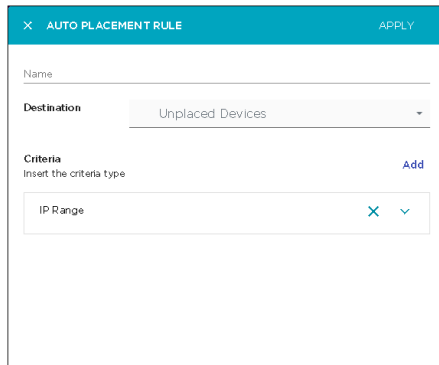 AUTO PLACEMENT RULE APPLY
Name
Destination Unplaced Devices
Criteria
Add
Insert the criteria type
IP Range